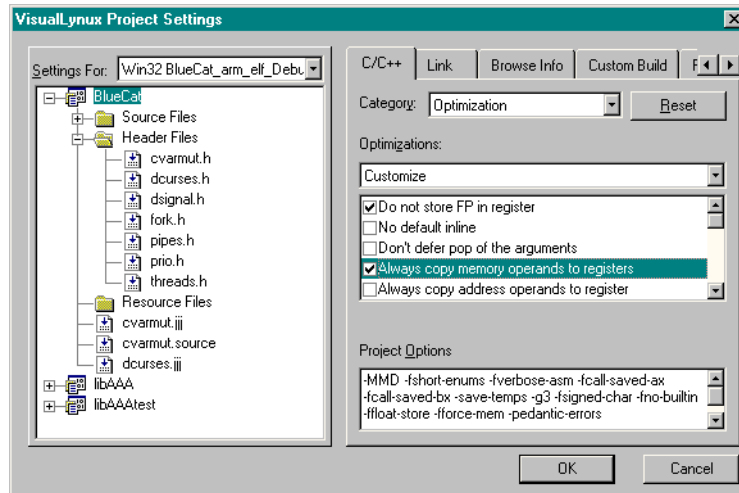 VisualLynux Project Settings
Settings For: Win32 BlueCat_arm_elf_Debu
BlueCat
Source Files
Header Files
cvarmut.h
dcurses.h
dsignal.h
fork.h
pipes.h
prio.h
threads.h
Resource Files
cvarmut.jjj
cvarmut.source
dcurses.jjj
libAAA
libAAAtest
C/C++ Link Browse Info Custom Build
Category: Optimization Reset
Optimizations:
Customize
Do not store FP in register
No default inline
Don't defer pop of the arguments
Always copy memory operands to registers
Always copy address operands to register
Project Options
-MMD -fshort-enums -fverbose-asm -fcall-saved-ax
-fcall-saved-bx -save-temps -g3 -fsigned-char -fno-builtin
-ffloat-store -fforce-mem -pedantic-errors
OK Cancel